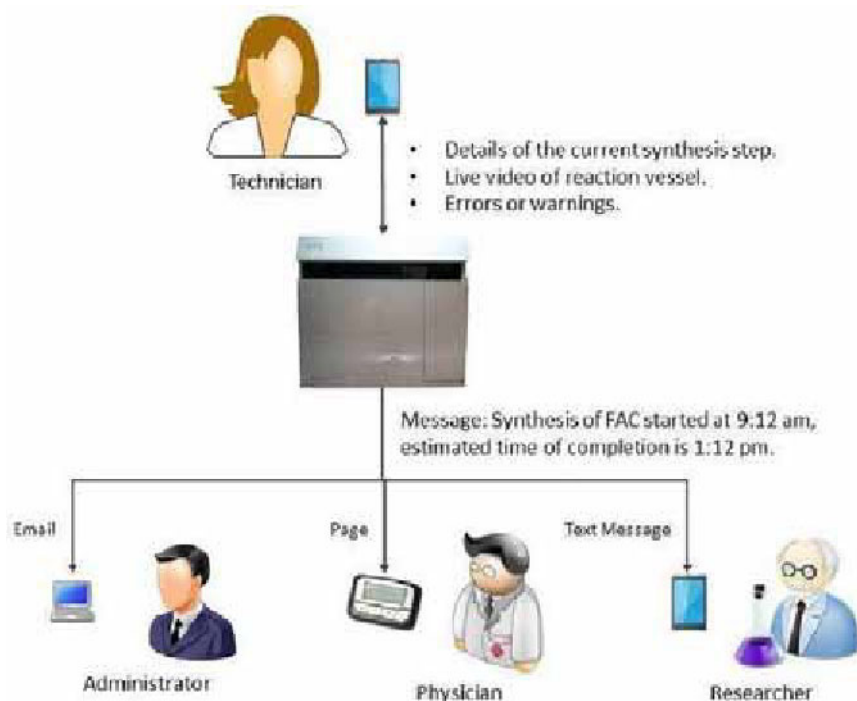 Technician
• Details of the current synthesis step.
• Live video of reaction vessel.
• Errors or warnings.
Message: Synthesis of FAC started at 9:12 am,
estimated time of completion is 1:12 pm.
Email
Page
Text Message
Administrator
Physician
Researcher